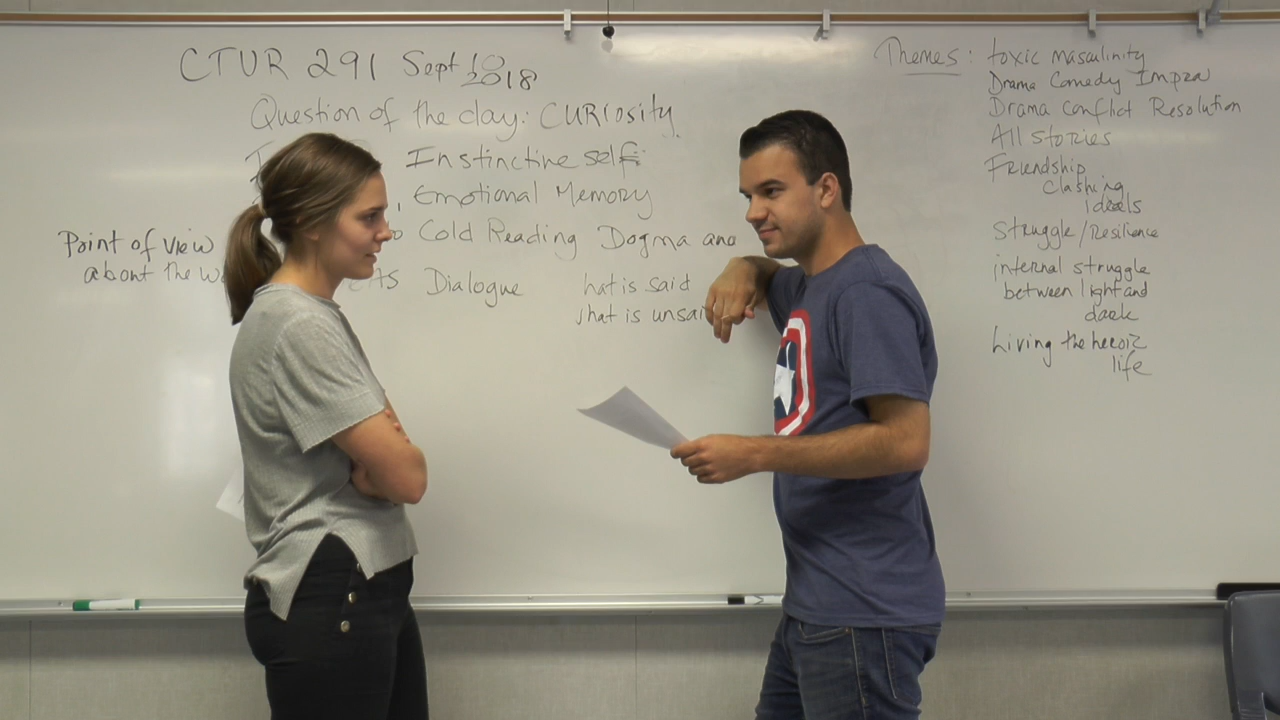 CTUR 291 Sept 10
2018
Question of the day: CURIOSITY
Instinctive self:
, Emotional Memory
Cold Reading Dogma and
Point of view
about the w
Dialogue
hat is said
hat is unsai
Themes: toxic masculinity
Drama Comedy Improv
Drama conflict Resolution
All stories
Friendship
Clashing
ideals
Struggle/Resilience
internal struggle
between light and
dark
Living the heroic
life